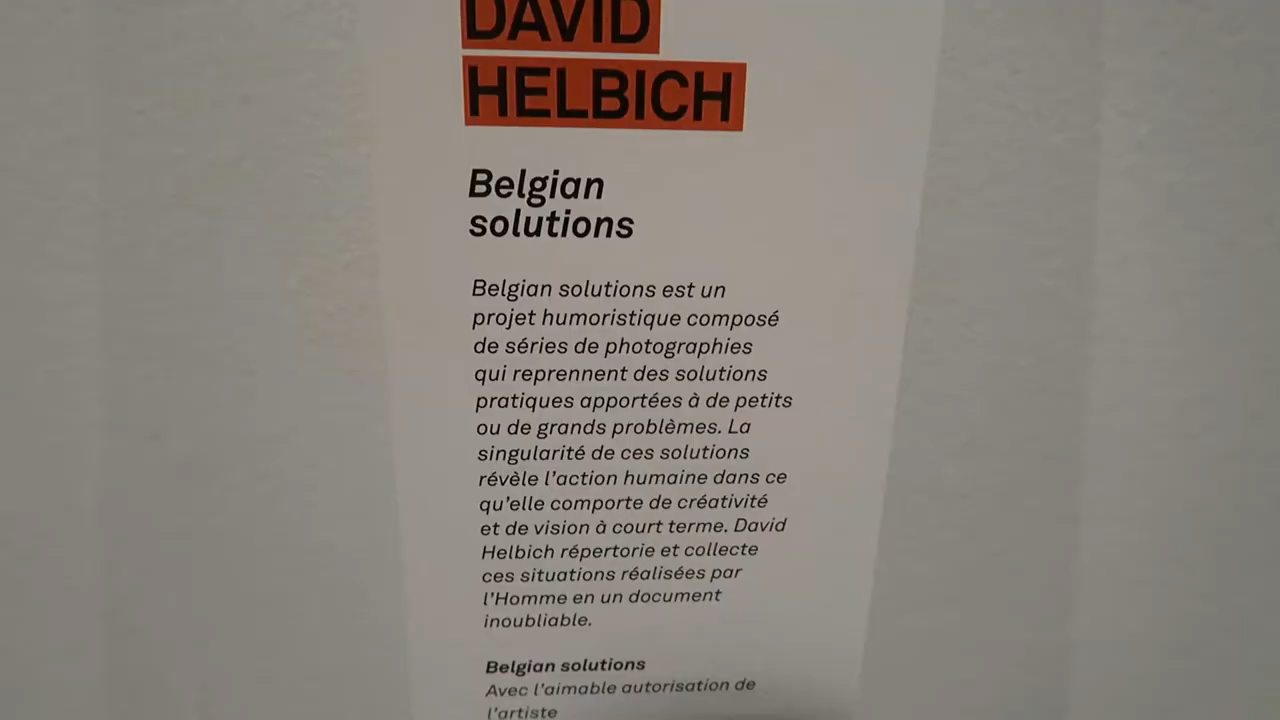 DAVID
HELBICH
Belgian
solutions
Belgian solutions est un
projet humoristique composé
de séries de photographies
qui reprennent des solutions
pratiques apportées à de petits
ou de grands problèmes. La
singularité de ces solutions
révèle l'action humaine dans ce
qu'elle comporte de créativité
et de vision à court terme. David
Helbich répertorie et collecte
ces situations réalisées par
l'Homme en un document
inoubliable.
Belgian solutions
Avec l'aimable autorisation de
l'artiste